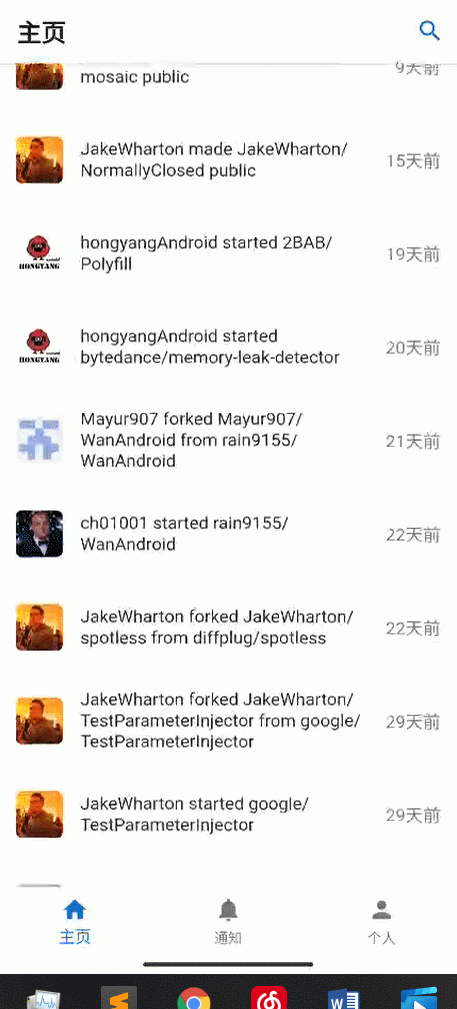 主页
mosaic public
9天前
JakeWharton made JakeWharton/
NormallyClosed public
15天前
HONGYANG
hongyangAndroid started 2BAB/
Polyfill
19天前
HONGYANG
hongyangAndroid started
bytedance/memory-leak-detector
20天前
Mayur907 forked Mayur907/
WanAndroid from rain9155/
WanAndroid
21天前
ch01001 started rain9155/
WanAndroid
22天前
JakeWharton forked JakeWharton/
spotless from diffplug/spotless
22天前
JakeWharton forked JakeWharton/
TestParameterInjector from google/
TestParameterInjector
29天前
JakeWharton started google/
TestParameterInjector
29天前
主页
通知
个人